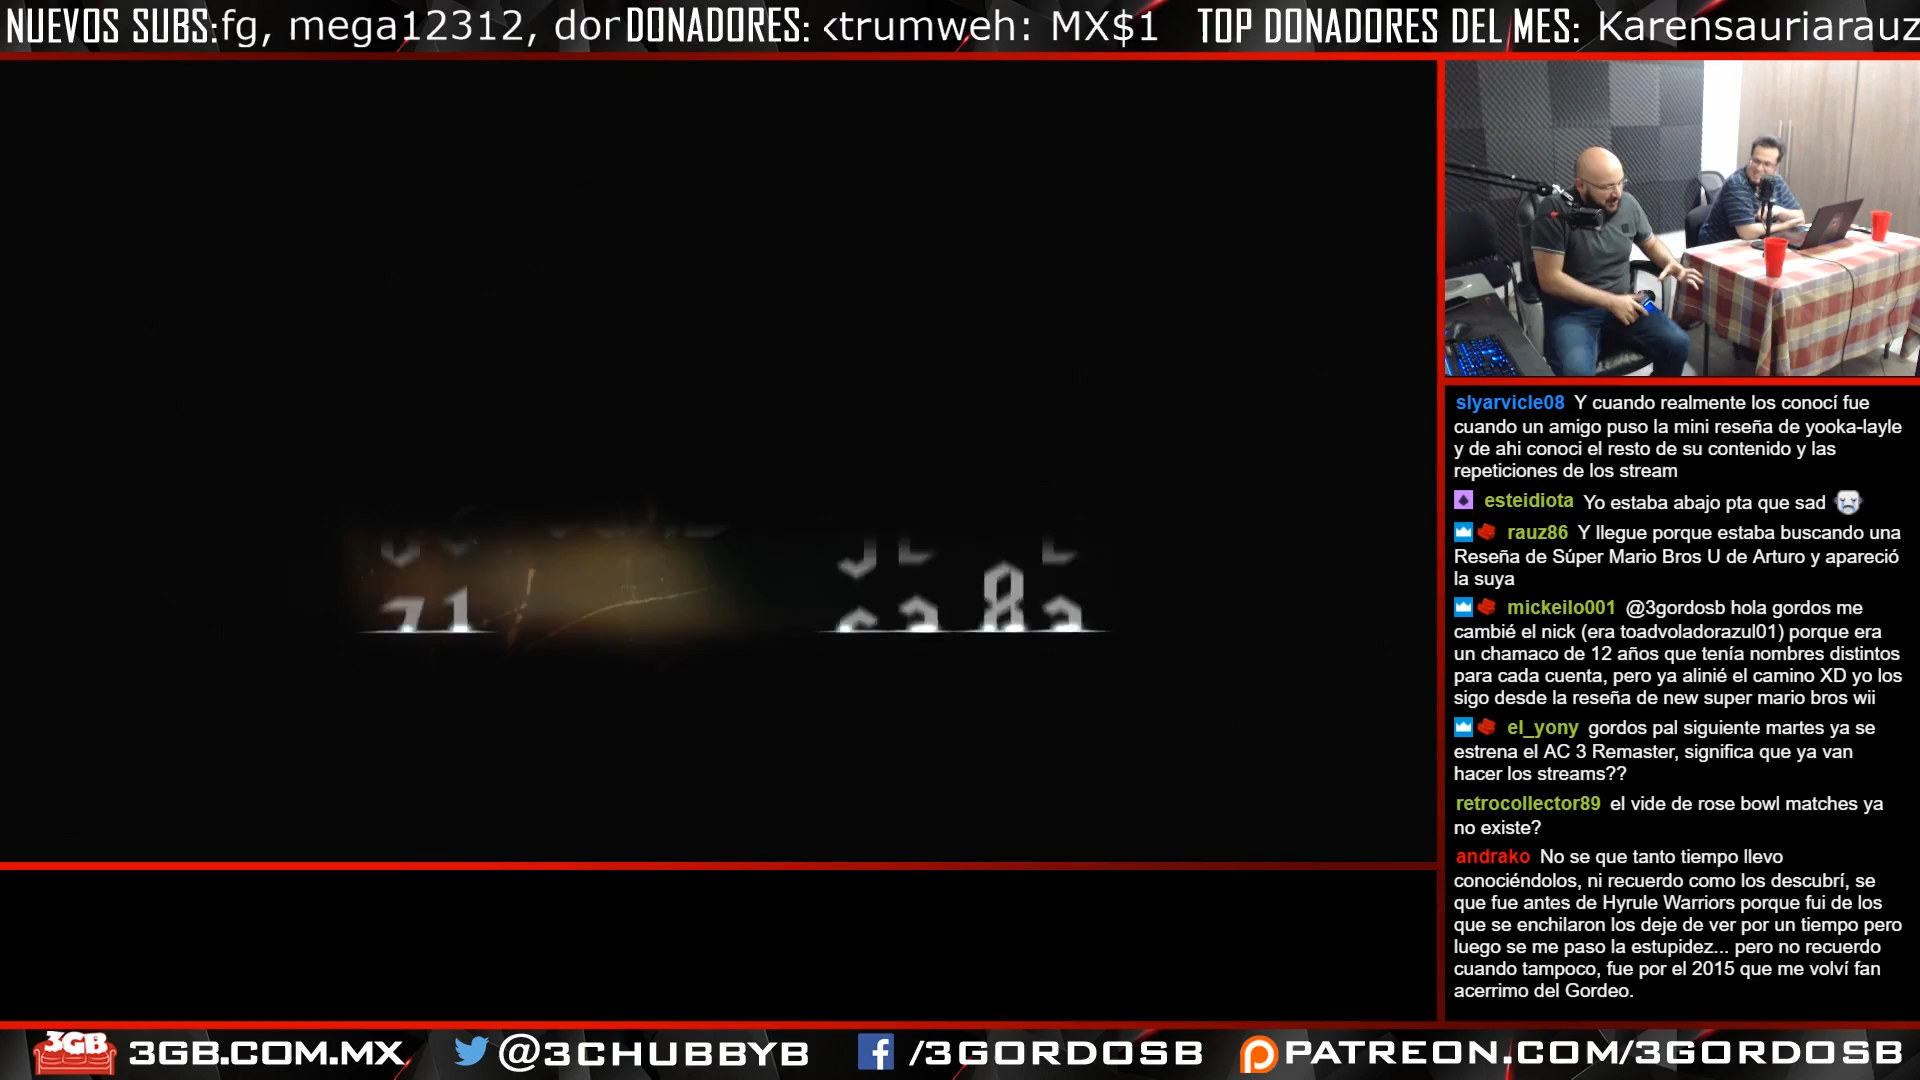 NUEVOS SUBS: fg, mega12312, dor DONADORES: ktrumweh: MX$1 TOP DONADORES DEL MES: Karensauriarauz
slyarvicle08 Y cuando realmente los conocí fue
cuando un amigo puso la mini reseña de yooka-layle
y de ahi conoci el resto de su contenido y las
repeticiones de los stream
esteidiota Yo estaba abajo pta que sad
rauz86 Y llegue porque estaba buscando una
Reseña de Súper Mario Bros U de Arturo y apareció
la suya
mickeilo001 @3gordosb hola gordos me
cambié el nick (era toadvoladorazul01) porque era
un chamaco de 12 años que tenía nombres distintos
para cada cuenta, pero ya alinié el camino XD yo los
sigo desde la reseña de new super mario bros wii
el_yony gordos pal siguiente martes ya se
estrena el AC 3 Remaster, significa que ya van
hacer los streams??
retrocollector89 el vide de rose bowl matches ya
no existe?
andrako No se que tanto tiempo llevo
conociéndolos, ni recuerdo como los descubrí, se
que fue antes de Hyrule Warriors porque fui de los
que se enchilaron los deje de ver por un tiempo pero
luego se me paso la estupidez... pero no recuerdo
cuando tampoco, fue por el 2015 que me volví fan
acerrimo del Gordeo.
3GB 3GB.COM.MX @3CHUBBYB /3GORDOSB PATREON.COM/3GORDOSB